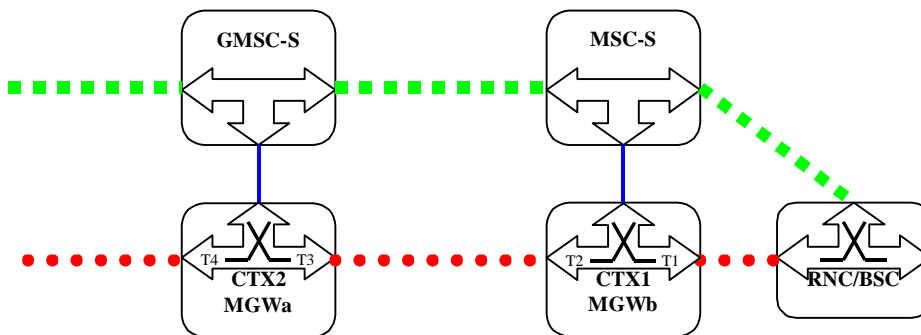 GMSC-S
MSC-S
T4
T3
CTX2
MGWa
T2
T1
CTX1
MGWb
RNC/BSC